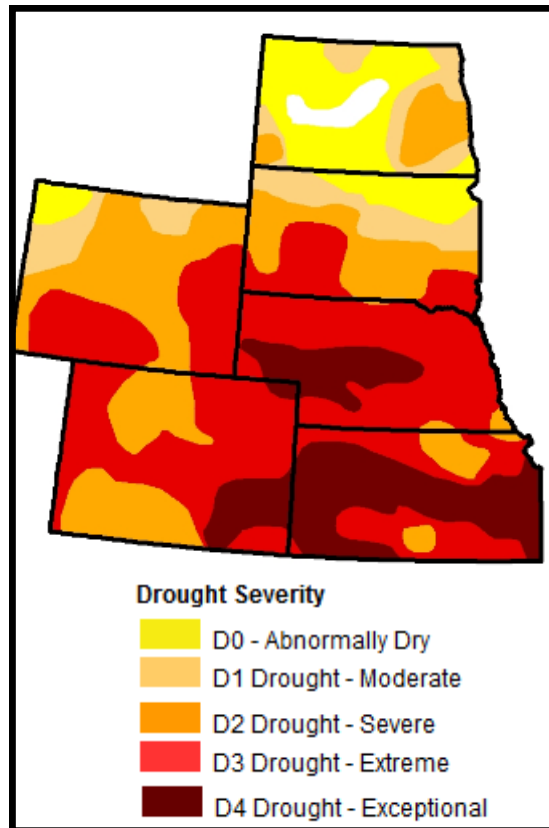 Drought Severity
D0 - Abnormally Dry
D1 Drought - Moderate
D2 Drought - Severe
D3 Drought - Extreme
D4 Drought - Exceptional